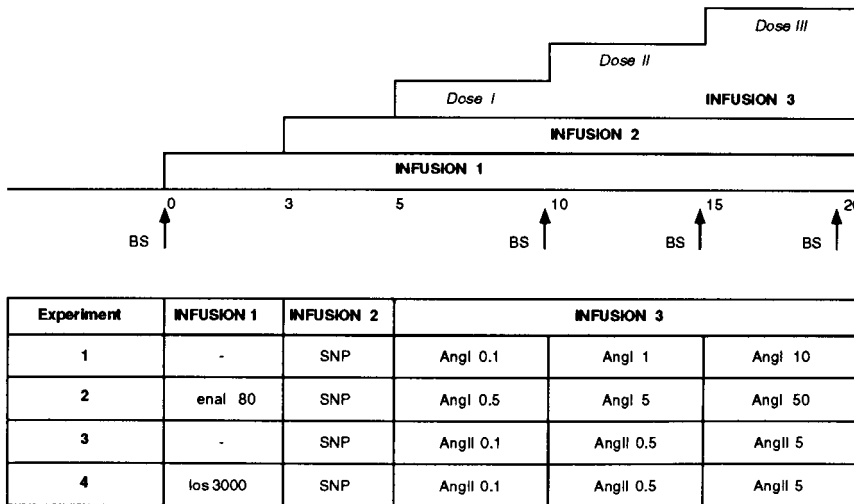 Dose III
Dose II
Dose I
INFUSION 3
INFUSION 2
INFUSION 1
0 3 5 10 15 20
BS BS BS BS
Experiment INFUSION 1 INFUSION 2 INFUSION 3
1 - SNP AngI 0.1 AngI 1 AngI 10
2 enal 80 SNP AngI 0.5 AngI 5 AngI 50
3 - SNP AngII 0.1 AngII 0.5 AngII 5
4 los 3000 SNP AngII 0.1 AngII 0.5 AngII 5